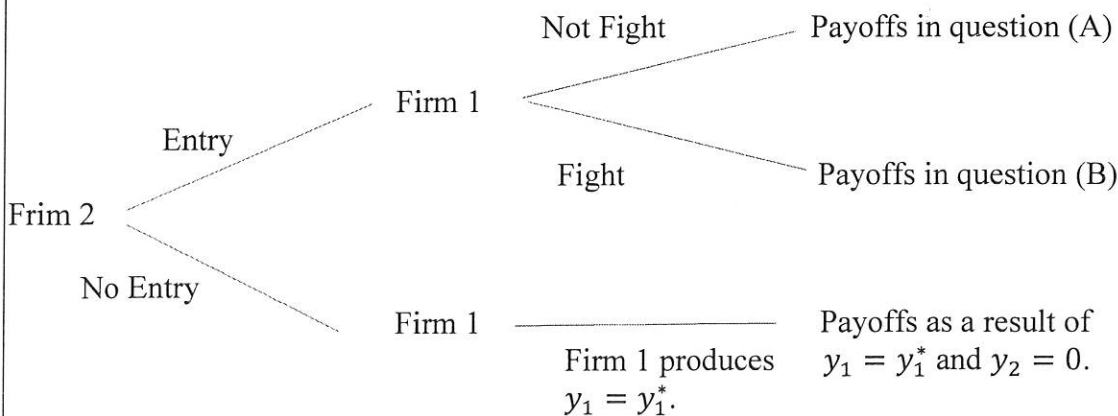 Not Fight
Payoffs in question (A)
Firm 1
Entry
Fight
Payoffs in question (B)
Frim 2
No Entry
Firm 1
Payoffs as a result of
Firm 1 produces
𝑦₁ = 𝑦₁* and 𝑦₂ = 0.
𝑦₁ = 𝑦₁*.